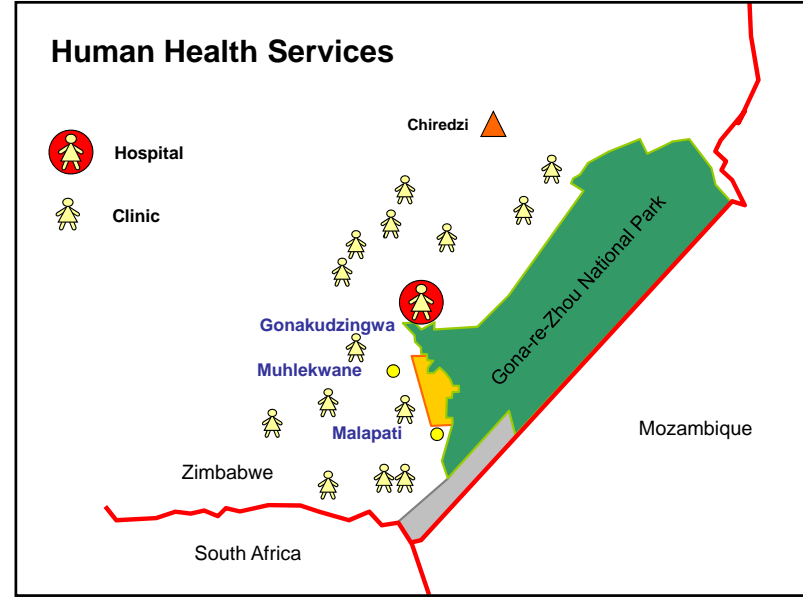 Human Health Services
Chiredzi
Hospital
Clinic
Gona-re-Zhou National Park
Gonakudzingwa
Muhlekwane
Malapati
Mozambique
Zimbabwe
South Africa